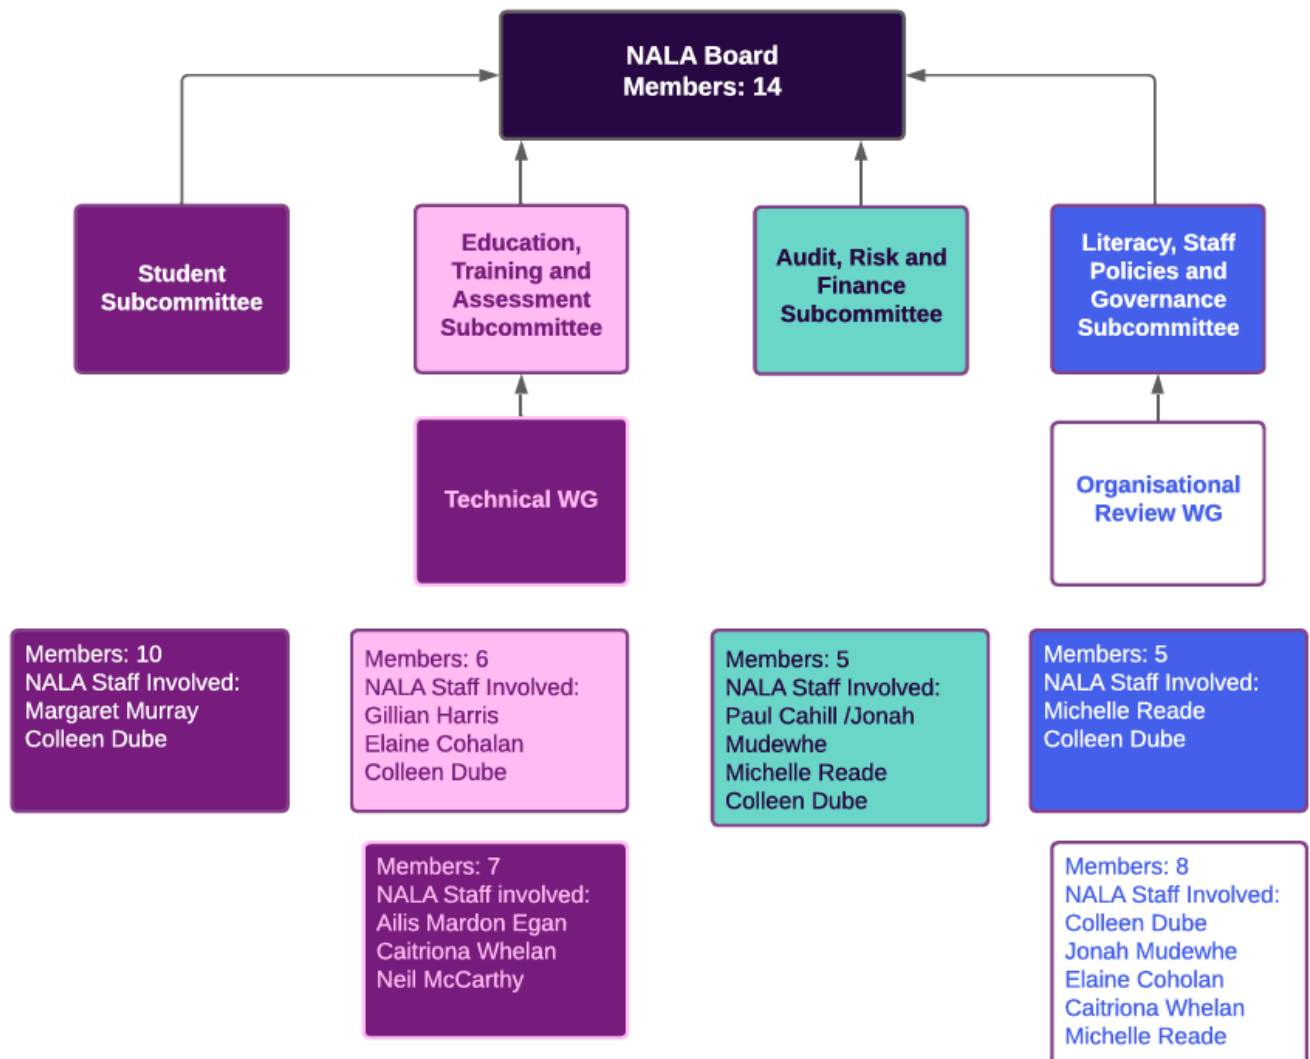 NALA Board
Members: 14
Student
Subcommittee
Education,
Training and
Assessment
Subcommittee
Audit, Risk and
Finance
Subcommittee
Literacy, Staff
Policies and
Governance
Subcommittee
Technical WG
Organisational
Review WG
Members: 10
NALA Staff Involved:
Margaret Murray
Colleen Dube
Members: 6
NALA Staff Involved:
Gillian Harris
Elaine Cohalan
Colleen Dube
Members: 5
NALA Staff Involved:
Paul Cahill /Jonah
Mudewhe
Michelle Reade
Colleen Dube
Members: 5
NALA Staff Involved:
Michelle Reade
Colleen Dube
Members: 7
NALA Staff involved:
Ailis Mardon Egan
Caitriona Whelan
Neil McCarthy
Members: 8
NALA Staff Involved:
Colleen Dube
Jonah Mudewhe
Elaine Coholan
Caitriona Whelan
Michelle Reade